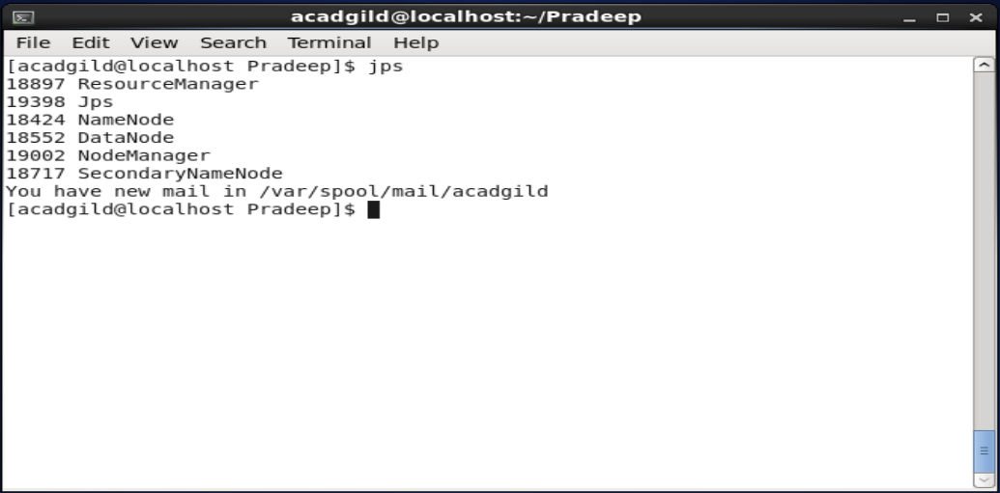 acadgild@localhost:~/Pradeep
File Edit View Search Terminal Help
[acadgild@localhost Pradeep]$ jps
18897 ResourceManager
19398 Jps
18424 NameNode
18552 DataNode
19002 NodeManager
18717 SecondaryNameNode
You have new mail in /var/spool/mail/acadgild
[acadgild@localhost Pradeep]$